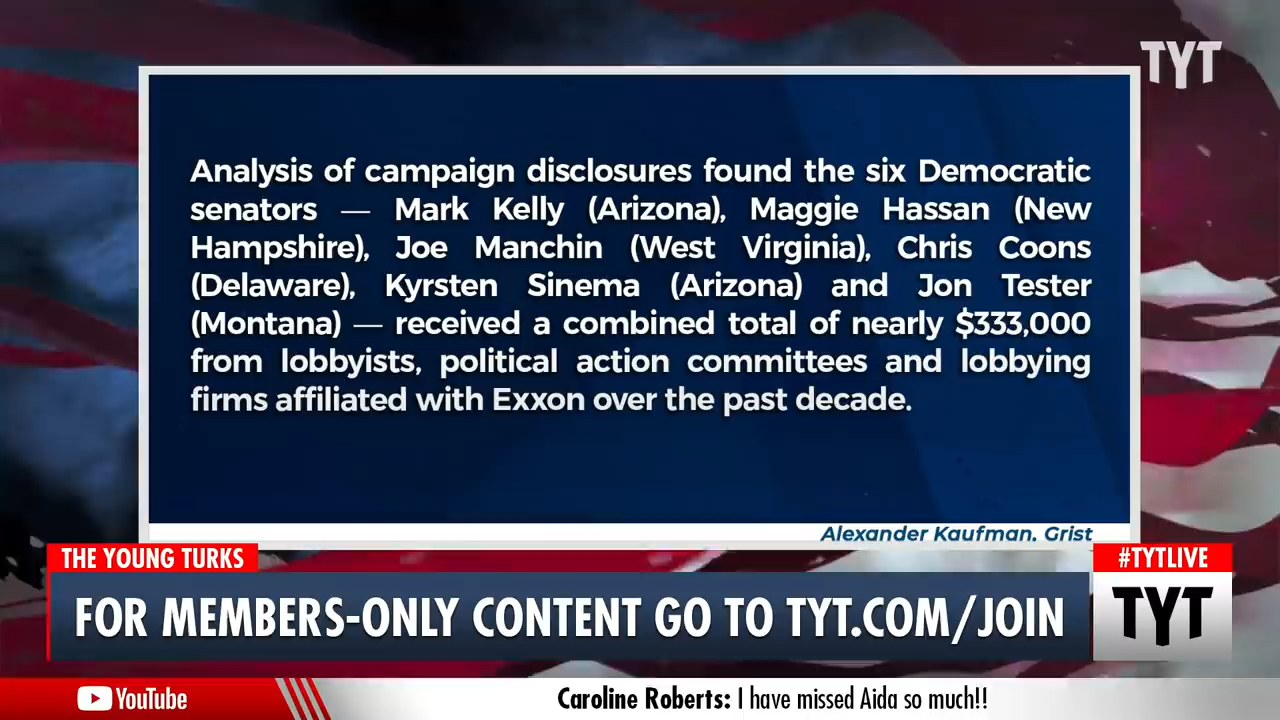 TYT
Analysis of campaign disclosures found the six Democratic
senators — Mark Kelly (Arizona), Maggie Hassan (New
Hampshire), Joe Manchin (West Virginia), Chris Coons
(Delaware), Kyrsten Sinema (Arizona) and Jon Tester
(Montana) — received a combined total of nearly $333,000
from lobbyists, political action committees and lobbying
firms affiliated with Exxon over the past decade.
Alexander Kaufman, Grist
THE YOUNG TURKS
#TYTLIVE
FOR MEMBERS-ONLY CONTENT GO TO TYT.COM/JOIN
TYT
YouTube
Caroline Roberts: I have missed Aida so much!!